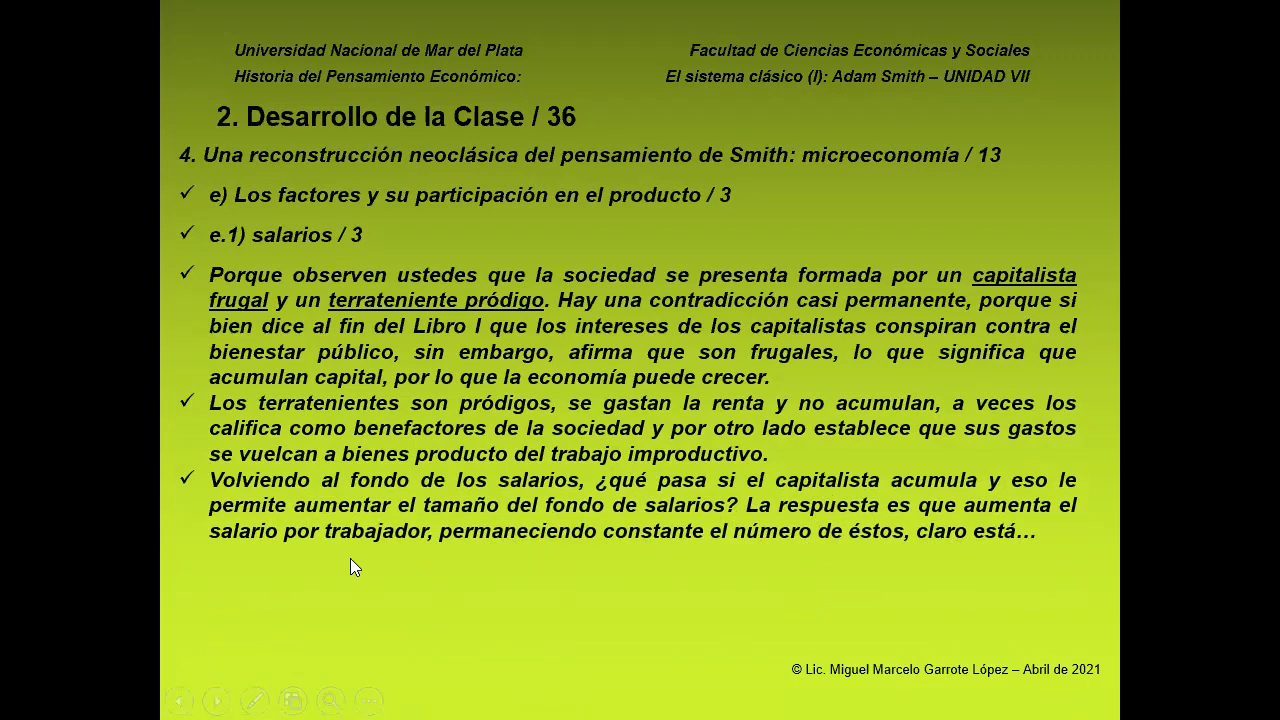 Universidad Nacional de Mar del Plata Facultad de Ciencias Económicas y Sociales
Historia del Pensamiento Económico: El sistema clásico (I): Adam Smith – UNIDAD VII
2. Desarrollo de la Clase / 36
4. Una reconstrucción neoclásica del pensamiento de Smith: microeconomía / 13
✓ e) Los factores y su participación en el producto / 3
✓ e.1) salarios / 3
✓ Porque observen ustedes que la sociedad se presenta formada por un capitalista
frugal y un terrateniente pródigo. Hay una contradicción casi permanente, porque si
bien dice al fin del Libro I que los intereses de los capitalistas conspiran contra el
bienestar público, sin embargo, afirma que son frugales, lo que significa que
acumulan capital, por lo que la economía puede crecer.
✓ Los terratenientes son pródigos, se gastan la renta y no acumulan, a veces los
califica como benefactores de la sociedad y por otro lado establece que sus gastos
se vuelcan a bienes producto del trabajo improductivo.
✓ Volviendo al fondo de los salarios, ¿qué pasa si el capitalista acumula y eso le
permite aumentar el tamaño del fondo de salarios? La respuesta es que aumenta el
salario por trabajador, permaneciendo constante el número de éstos, claro está…
© Lic. Miguel Marcelo Garrote López – Abril de 2021